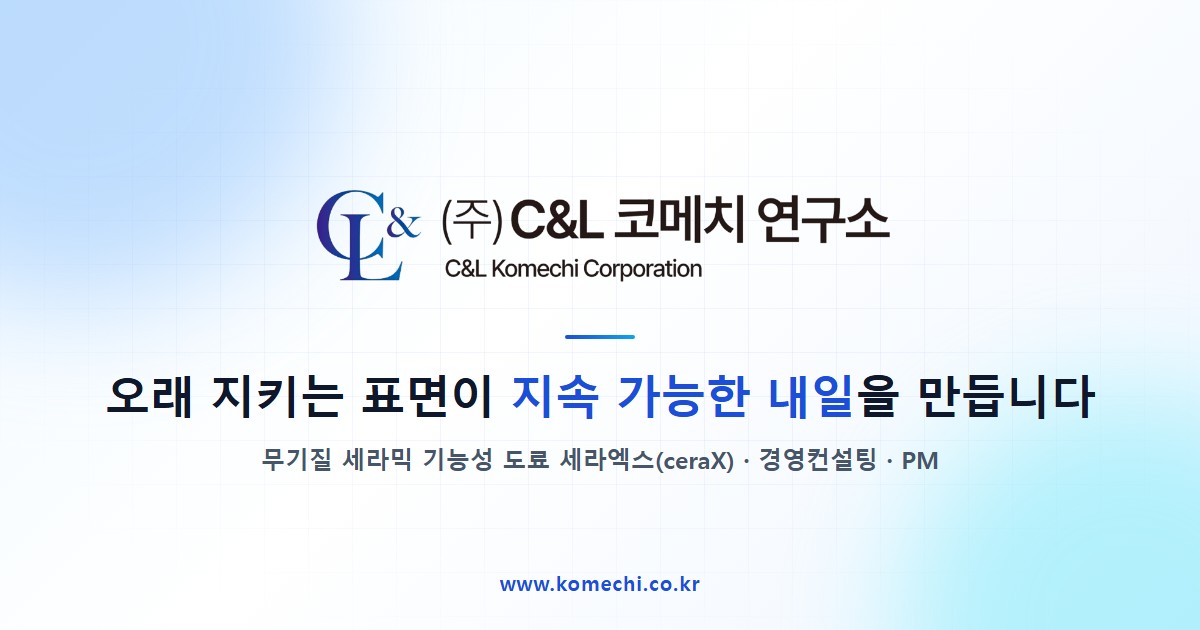 C&L (주)C&L 코메치 연구소
C&L Komechi Corporation
오래 지키는 표면이 지속 가능한 내일을 만듭니다
무기질 세라믹 기능성 도료 세라엑스(ceraX) · 경영컨설팅 · PM
www.komechi.co.kr